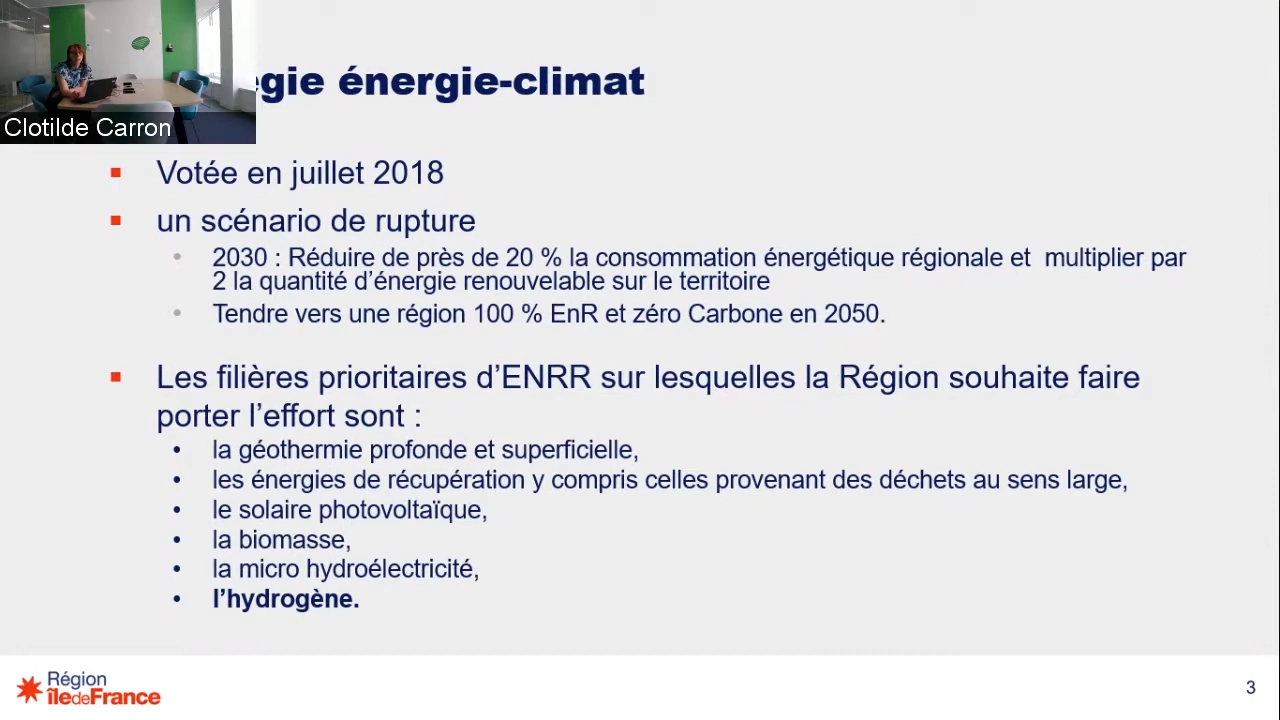 égie énergie-climat
Clotilde Carron
Votée en juillet 2018
un scénario de rupture
2030 : Réduire de près de 20 % la consommation énergétique régionale et multiplier par
2 la quantité d’énergie renouvelable sur le territoire
Tendre vers une région 100 % EnR et zéro Carbone en 2050.
Les filières prioritaires d’ENRR sur lesquelles la Région souhaite faire
porter l’effort sont :
la géothermie profonde et superficielle,
les énergies de récupération y compris celles provenant des déchets au sens large,
le solaire photovoltaïque,
la biomasse,
la micro hydroélectricité,
l’hydrogène.
Région
îledeFrance
3